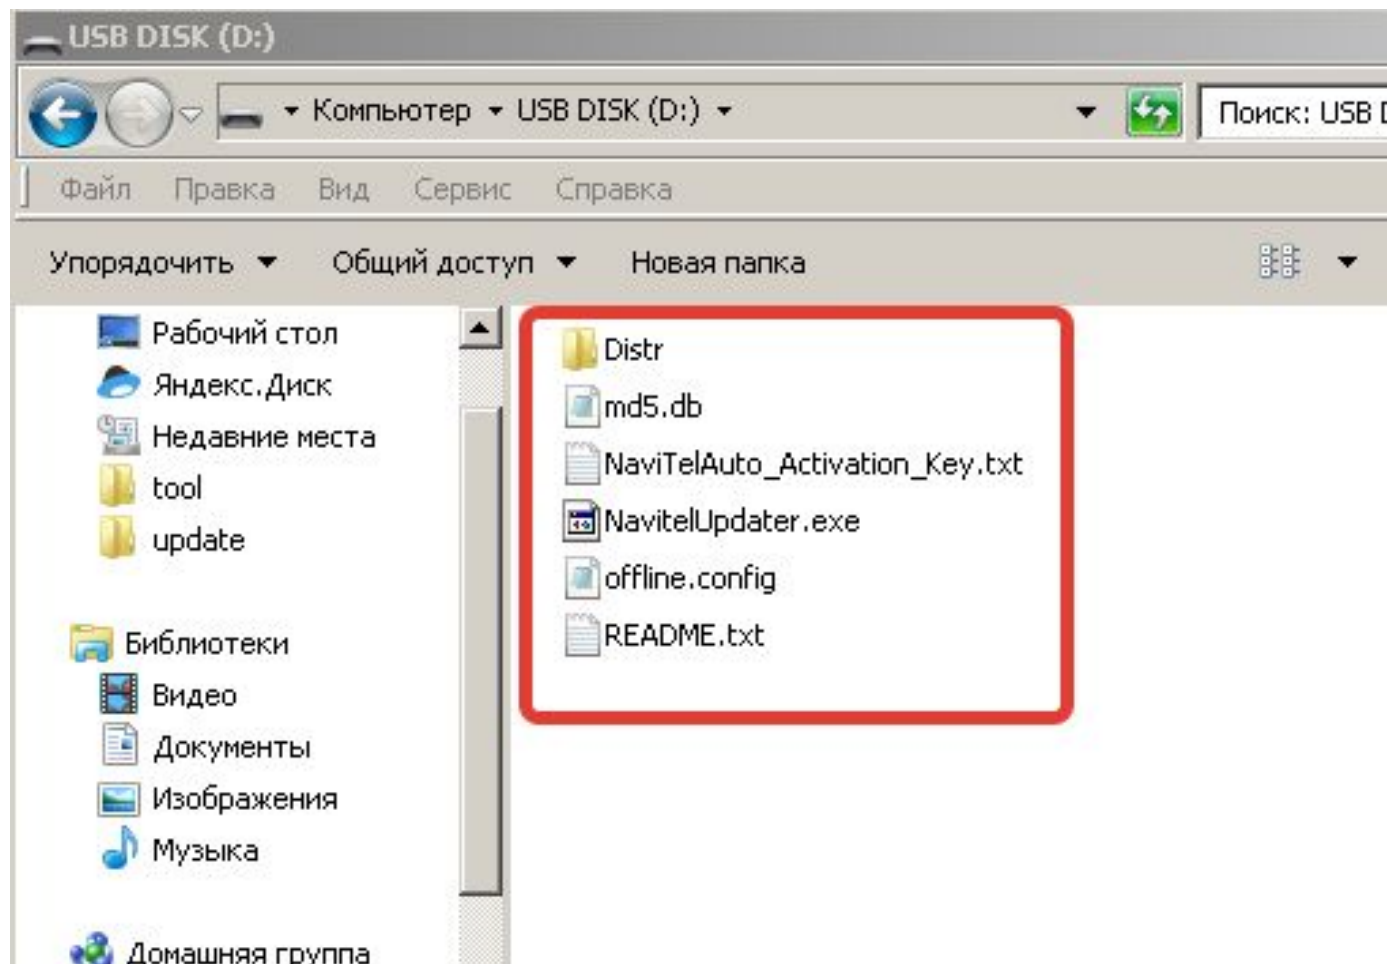 USB DISK (D:)
Компьютер USB DISK (D:)
Поиск: USB
Файл Правка Вид Сервис Справка
Упорядочить Общий доступ Новая папка
Рабочий стол
Яндекс.Диск
Недавние места
tool
update
Библиотеки
Видео
Документы
Изображения
Музыка
Домашняя группа
Distr
md5.db
NaviTelAuto_Activation_Key.txt
NavitelUpdater.exe
offline.config
README.txt